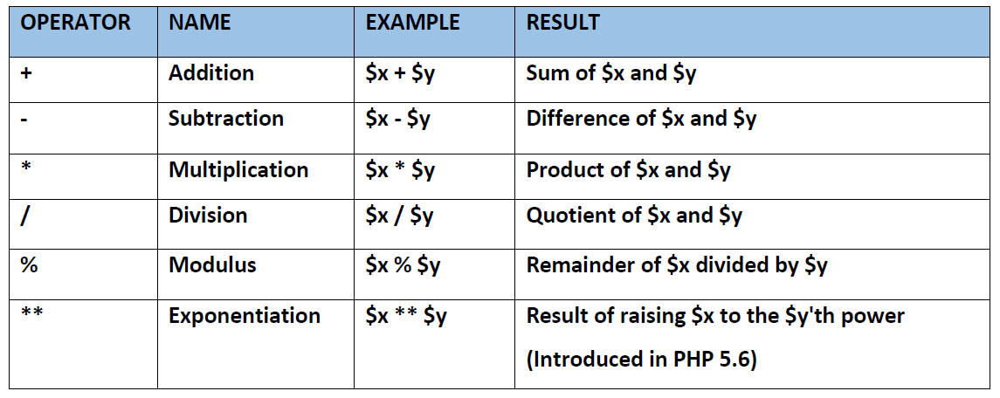 OPERATOR NAME EXAMPLE RESULT
+ Addition $x + $y Sum of $x and $y
- Subtraction $x - $y Difference of $x and $y
* Multiplication $x * $y Product of $x and $y
/ Division $x / $y Quotient of $x and $y
% Modulus $x % $y Remainder of $x divided by $y
** Exponentiation $x ** $y Result of raising $x to the $y'th power
(Introduced in PHP 5.6)